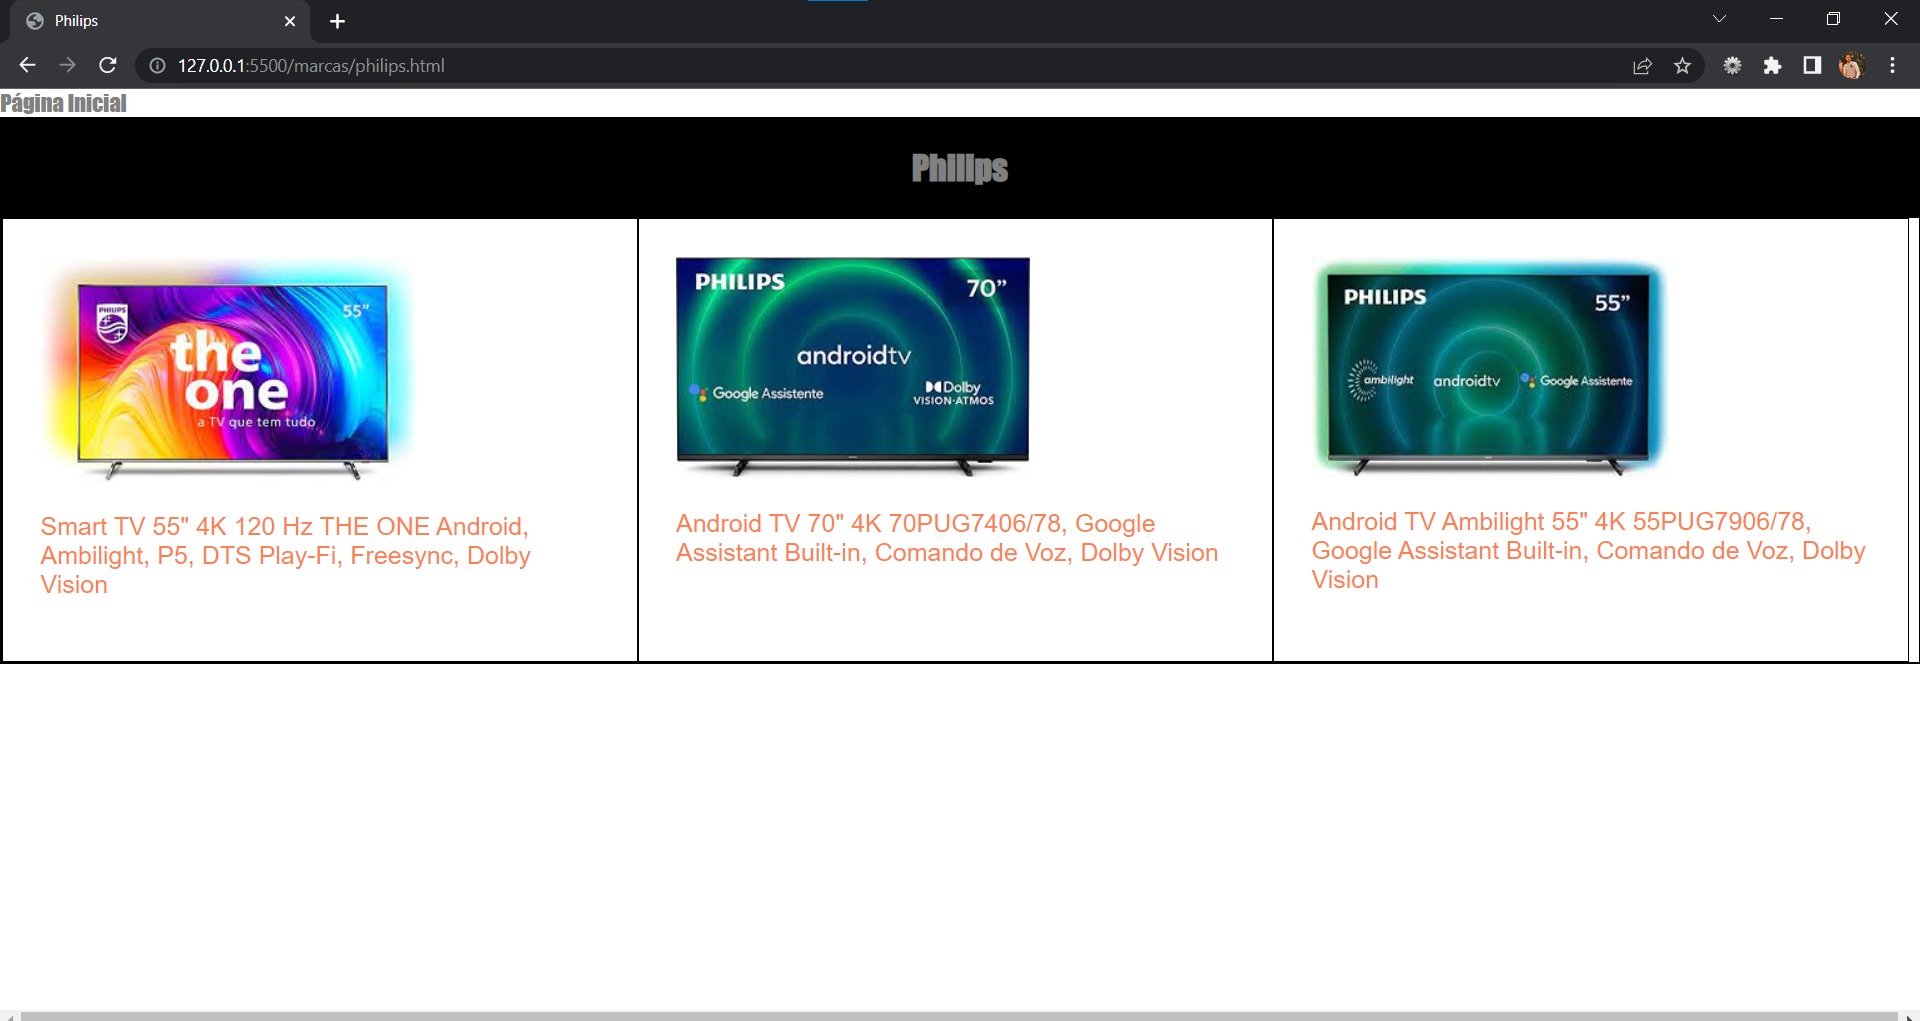 Philips
127.0.0.1:5500/marcas/philips.html
Página Inicial
Philips
PHILIPS
55"
the
one
a TV que tem tudo
Smart TV 55" 4K 120 Hz THE ONE Android,
Ambilight, P5, DTS Play-Fi, Freesync, Dolby
Vision
PHILIPS
70”
androidtv
Google Assistente
Dolby
VISION·ATMOS
Android TV 70" 4K 70PUG7406/78, Google
Assistant Built-in, Comando de Voz, Dolby Vision
PHILIPS
55”
ambilight
androidtv
Google Assistente
Android TV Ambilight 55" 4K 55PUG7906/78,
Google Assistant Built-in, Comando de Voz, Dolby
Vision